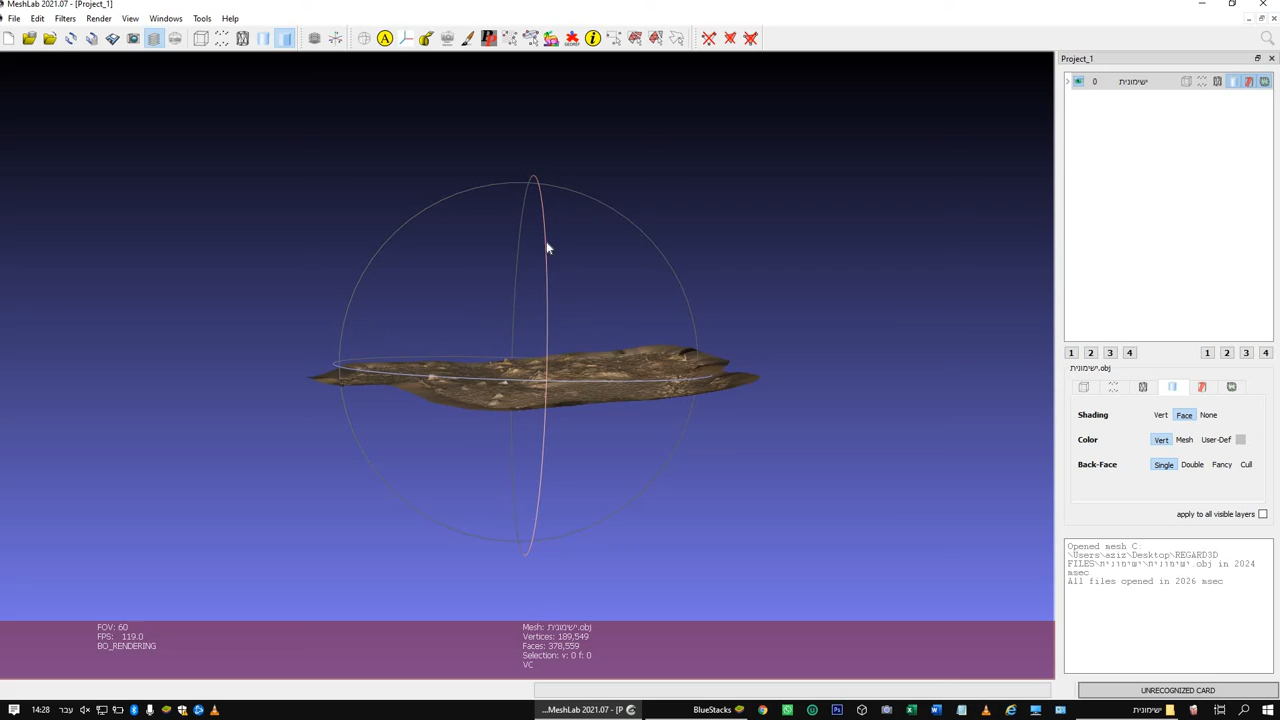 MeshLab 2021.07 - [Project_1]
File Edit Filters Render View Windows Tools Help
Project_1
0 ישימונית
1 2 3 4 1 2 3 4
ישימונית.obj
Shading Vert Face None
Color Vert Mesh User-Def
Back-Face Single Double Fancy Cull
apply to all visible layers
Opened mesh C:
\Users\aziz\Desktop\REGARD3D
FILES\ישימונית\ישימונית.obj in 2024
msec
All files opened in 2026 msec
FOV: 60
FPS: 119.0
BO_RENDERING
Mesh: ישימונית.obj
Vertices: 189,549
Faces: 378,559
Selection: v: 0 f: 0
VC
UNRECOGNIZED CARD
14:28 עבר ...MeshLab 2021.07 - [P BlueStacks ישימונית